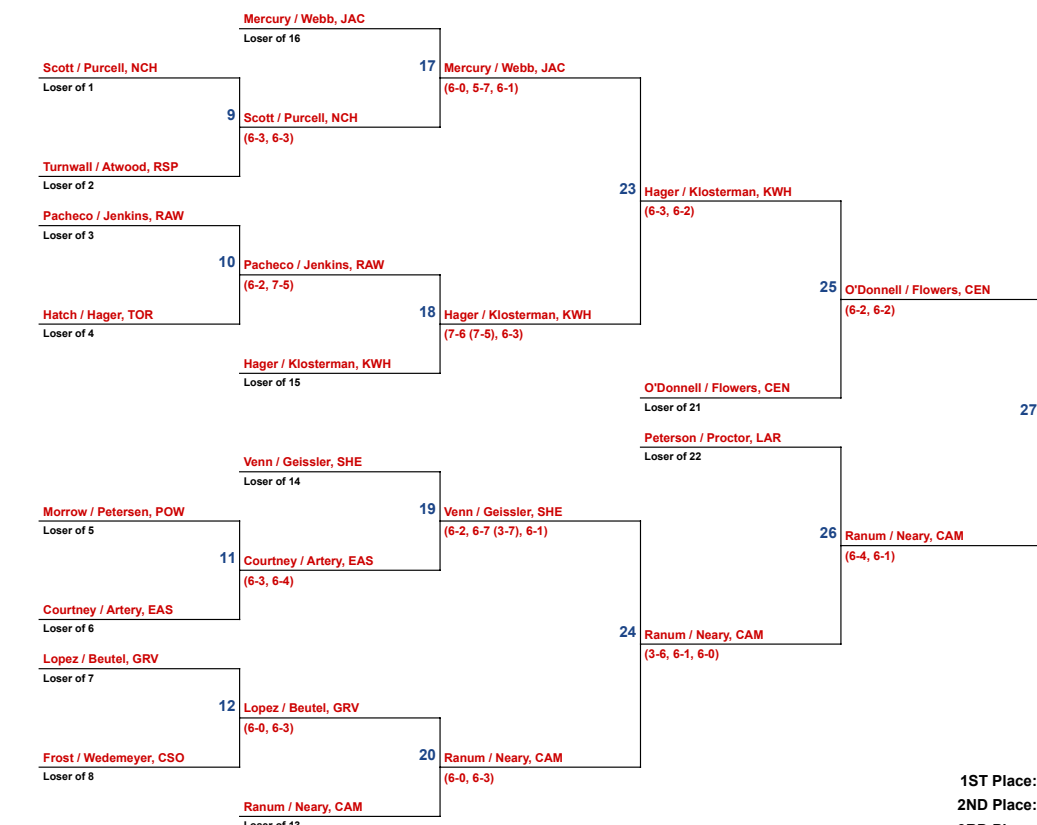 Mercury / Webb, JAC
Loser of 16
Scott / Purcell, NCH
Loser of 1
17 Mercury / Webb, JAC
(6-0, 5-7, 6-1)
9 Scott / Purcell, NCH
(6-3, 6-3)
Turnwall / Atwood, RSP
Loser of 2
23 Hager / Klosterman, KWH
(6-3, 6-2)
Pacheco / Jenkins, RAW
Loser of 3
10 Pacheco / Jenkins, RAW
(6-2, 7-5)
25 O'Donnell / Flowers, CEN
(6-2, 6-2)
Hatch / Hager, TOR
Loser of 4
18 Hager / Klosterman, KWH
(7-6 (7-5), 6-3)
Hager / Klosterman, KWH
Loser of 15
O'Donnell / Flowers, CEN
Loser of 21
27
Peterson / Proctor, LAR
Loser of 22
Venn / Geissler, SHE
Loser of 14
Morrow / Petersen, POW
Loser of 5
19 Venn / Geissler, SHE
(6-2, 6-7 (3-7), 6-1)
26 Ranum / Neary, CAM
(6-4, 6-1)
11 Courtney / Artery, EAS
(6-3, 6-4)
Courtney / Artery, EAS
Loser of 6
24 Ranum / Neary, CAM
(3-6, 6-1, 6-0)
Lopez / Beutel, GRV
Loser of 7
12 Lopez / Beutel, GRV
(6-0, 6-3)
Frost / Wedemeyer, CSO
Loser of 8
20 Ranum / Neary, CAM
(6-0, 6-3)
1ST Place:
Ranum / Neary, CAM
2ND Place:
Loser of 13